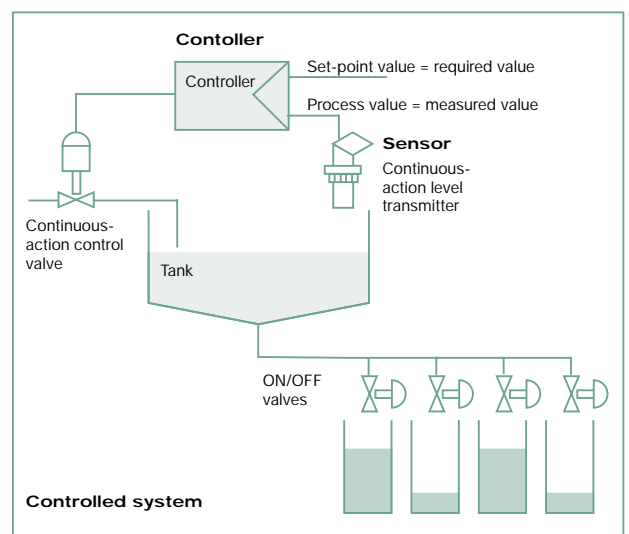 Contoller
Controller
Set-point value = required value
Process value = measured value
Sensor
Continuous-
action level
transmitter
Continuous-
action control
valve
Tank
ON/OFF
valves
Controlled system